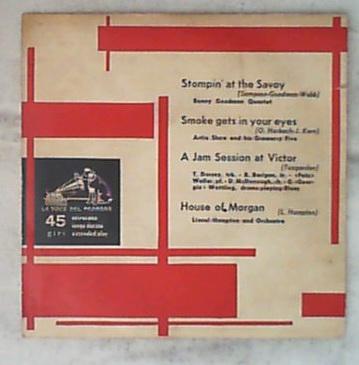 Stompin' at the Savoy
(Sampson-Goodman-Webb)
Benny Goodman Quartet
Smoke gets in your eyes
(O. Harbach-J. Kern)
Artie Shaw and his Gramercy Five
A Jam Session at Victor
T. Dorsey, trb. - B. Berigan, tr. - «Fats»
Waller, pf. - D. McDonough, ch. - G. «Geor-
gie» Wettling, drums playing: Blues
House of Morgan
(L. Hampton)
Lionel Hampton and Orchestra
LA VOCE DEL PADRONE
45
giri
microsolco
lunga durata
extended play